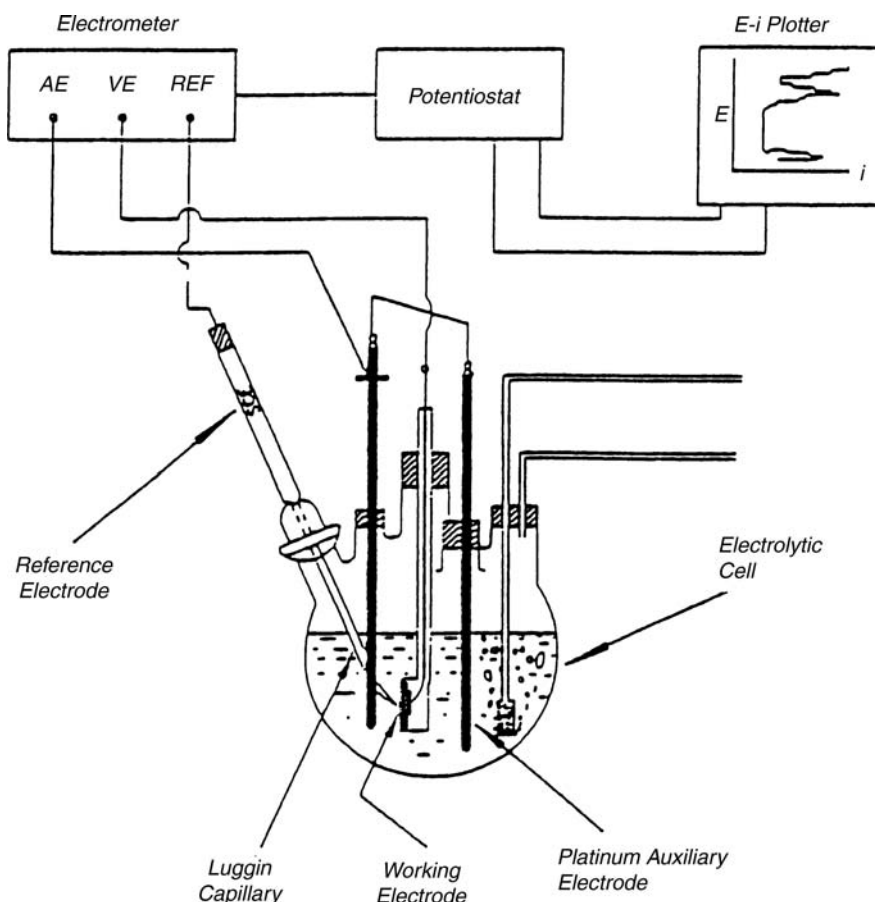 Electrometer
E-i Plotter
AE VE REF
Potentiostat
E
i
Reference
Electrode
Electrolytic
Cell
Luggin
Capillary
Working
Electrode
Platinum Auxiliary
Electrode